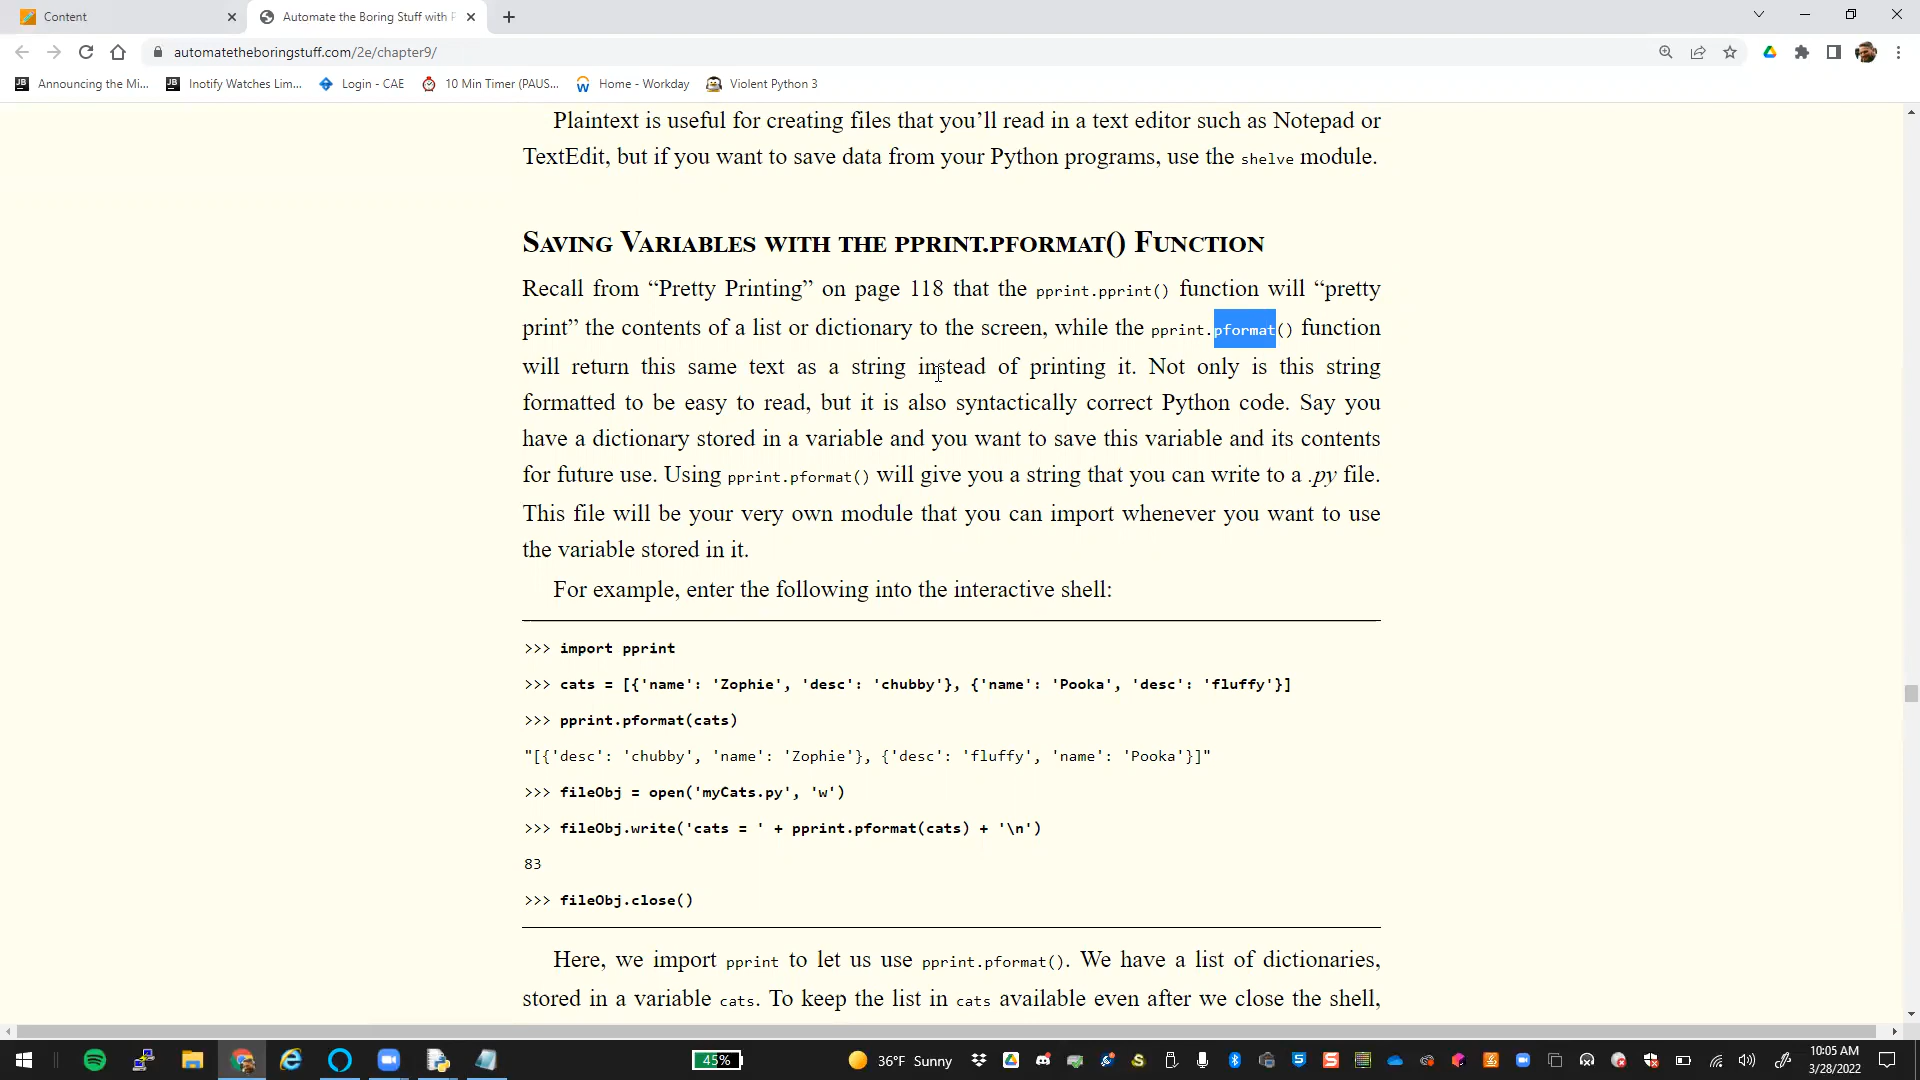 Content
Automate the Boring Stuff with P
automatetheboringstuff.com/2e/chapter9/
Announcing the Mi...
Inotify Watches Lim...
Login - CAE
10 Min Timer (PAUS...
Home - Workday
Violent Python 3
Plaintext is useful for creating files that you’ll read in a text editor such as Notepad or
TextEdit, but if you want to save data from your Python programs, use the shelve module.
Saving Variables with the pprint.pformat() Function
Recall from “Pretty Printing” on page 118 that the pprint.pprint() function will “pretty
print” the contents of a list or dictionary to the screen, while the pprint.pformat() function
will return this same text as a string instead of printing it. Not only is this string
formatted to be easy to read, but it is also syntactically correct Python code. Say you
have a dictionary stored in a variable and you want to save this variable and its contents
for future use. Using pprint.pformat() will give you a string that you can write to a .py file.
This file will be your very own module that you can import whenever you want to use
the variable stored in it.
For example, enter the following into the interactive shell:
>>> import pprint
>>> cats = [{'name': 'Zophie', 'desc': 'chubby'}, {'name': 'Pooka', 'desc': 'fluffy'}]
>>> pprint.pformat(cats)
"[{'desc': 'chubby', 'name': 'Zophie'}, {'desc': 'fluffy', 'name': 'Pooka'}]"
>>> fileObj = open('myCats.py', 'w')
>>> fileObj.write('cats = ' + pprint.pformat(cats) + '\n')
83
>>> fileObj.close()
Here, we import pprint to let us use pprint.pformat(). We have a list of dictionaries,
stored in a variable cats. To keep the list in cats available even after we close the shell,
45%
36°F Sunny
10:05 AM
3/28/2022